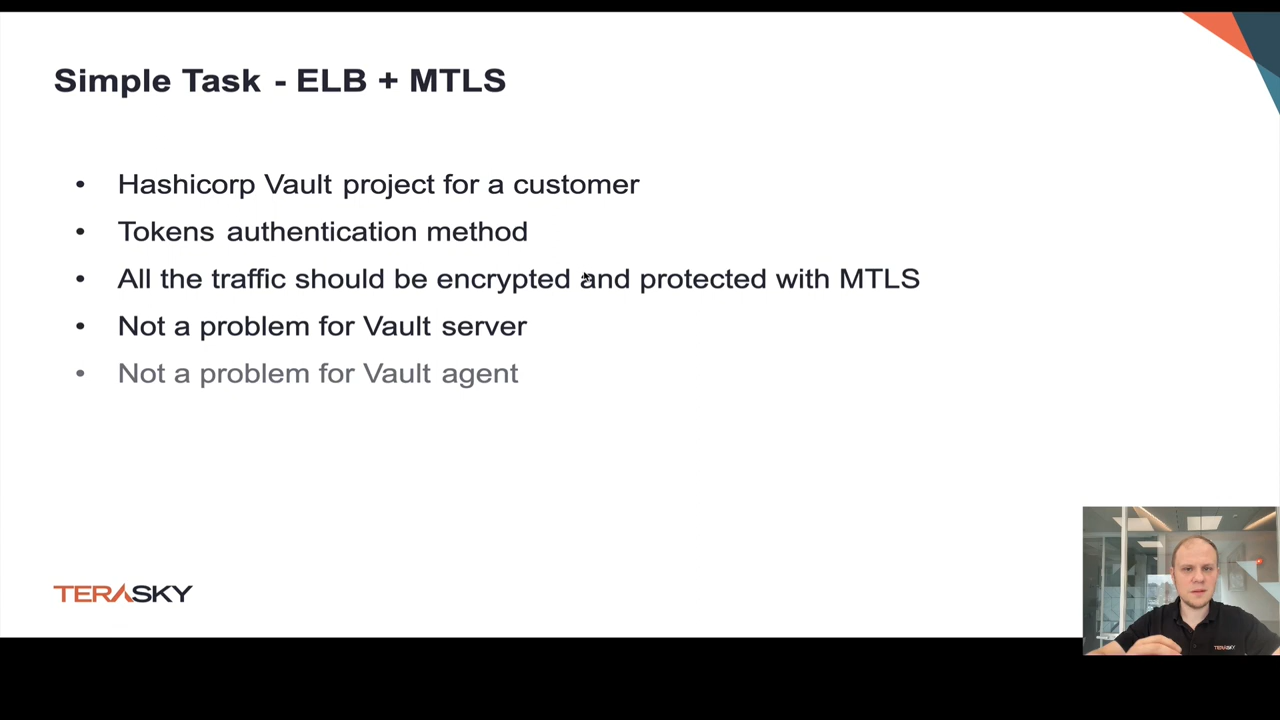 Simple Task - ELB + MTLS
• Hashicorp Vault project for a customer
• Tokens authentication method
• All the traffic should be encrypted and protected with MTLS
• Not a problem for Vault server
• Not a problem for Vault agent
TERASKY
TERASKY